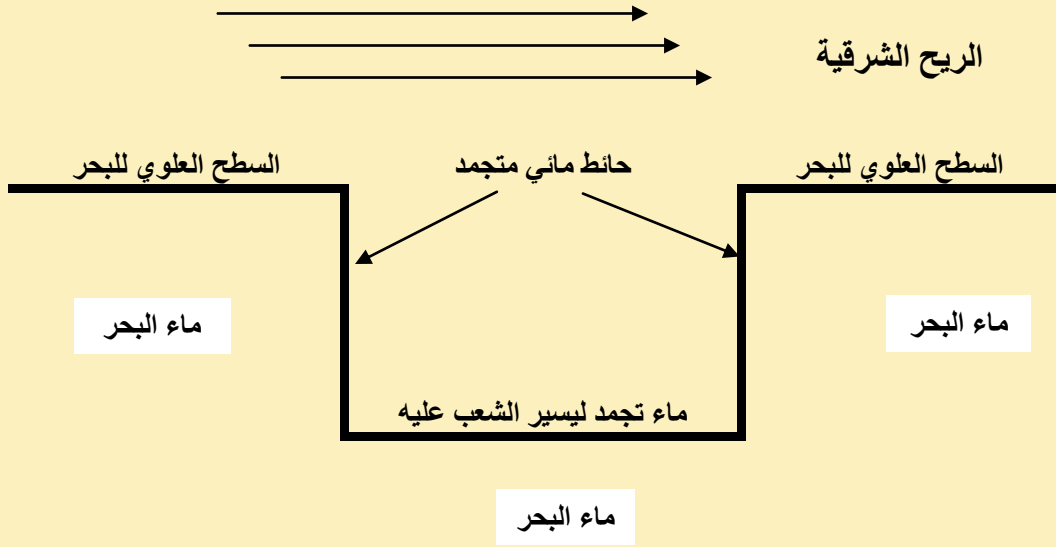 الريح الشرقية
السطح العلوي للبحر
حائط مائي متجمد
السطح العلوي للبحر
ماء البحر
ماء البحر
ماء تجمد ليسير الشعب عليه
ماء البحر